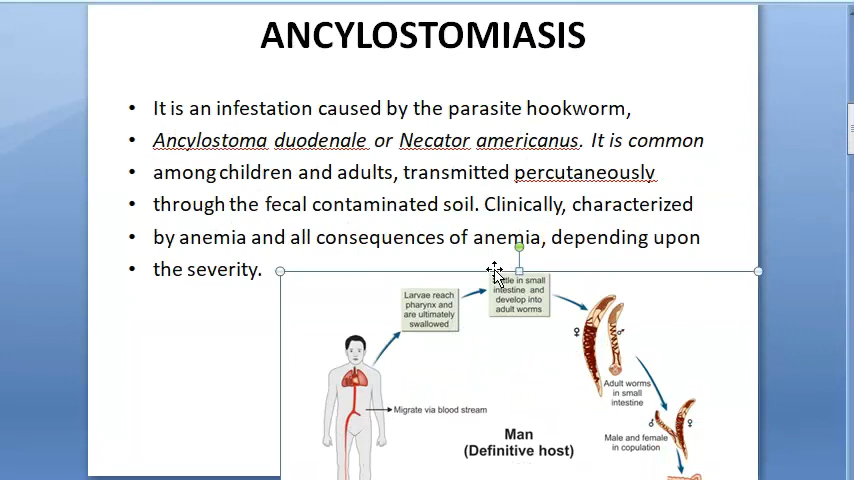 ANCYLOSTOMIASIS
• It is an infestation caused by the parasite hookworm,
• Ancylostoma duodenale or Necator americanus. It is common
• among children and adults, transmitted percutaneously
• through the fecal contaminated soil. Clinically, characterized
• by anemia and all consequences of anemia, depending upon
• the severity.
Larvae reach
pharynx and
are ultimately
swallowed
in small
intestine and
develop into
adult worms
♀
♂
Adult worms
in small
intestine
Migrate via blood stream
♂
♀
Man
(Definitive host)
Male and female
in copulation